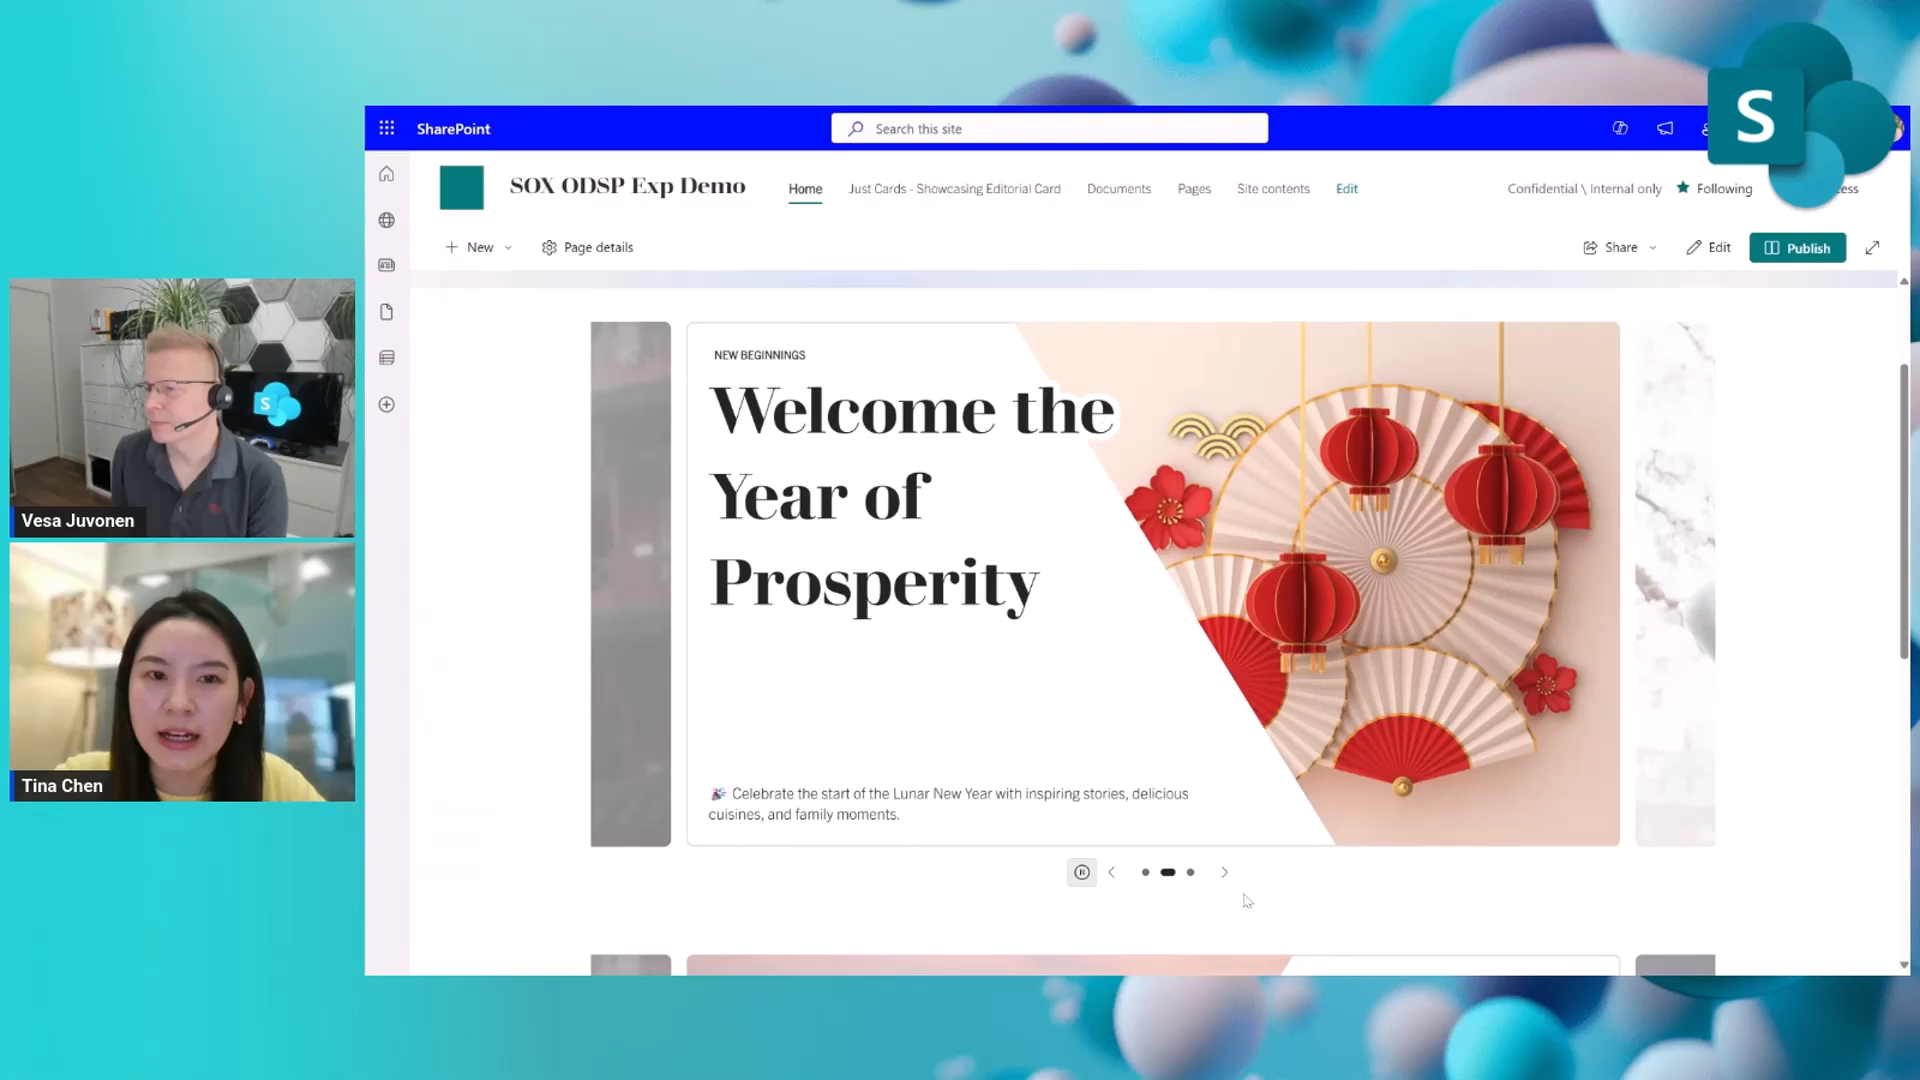 SharePoint
Search this site
S
SOX ODSP Exp Demo
Home
Just Cards - Showcasing Editorial Card
Documents
Pages
Site contents
Edit
Confidential \ Internal only
Following
New
Page details
Share
Edit
Publish
NEW BEGINNINGS
Welcome the
Year of
Prosperity
🎉 Celebrate the start of the Lunar New Year with inspiring stories, delicious
cuisines, and family moments.
S
Vesa Juvonen
Tina Chen